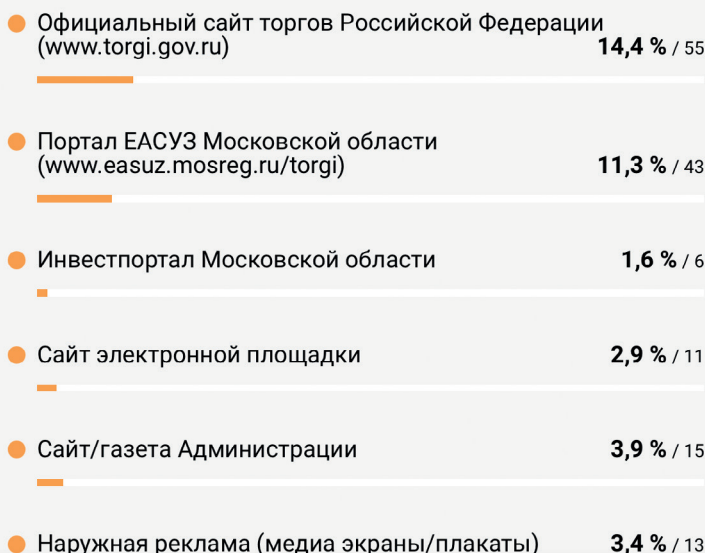 Официальный сайт торгов Российской Федерации
(www.torgi.gov.ru) 14,4 % / 55
Портал ЕАСУЗ Московской области
(www.easuz.mosreg.ru/torgi) 11,3 % / 43
Инвестпортал Московской области 1,6 % / 6
Сайт электронной площадки 2,9 % / 11
Сайт/газета Администрации 3,9 % / 15
Наружная реклама (медиа экраны/плакаты) 3,4 % / 13